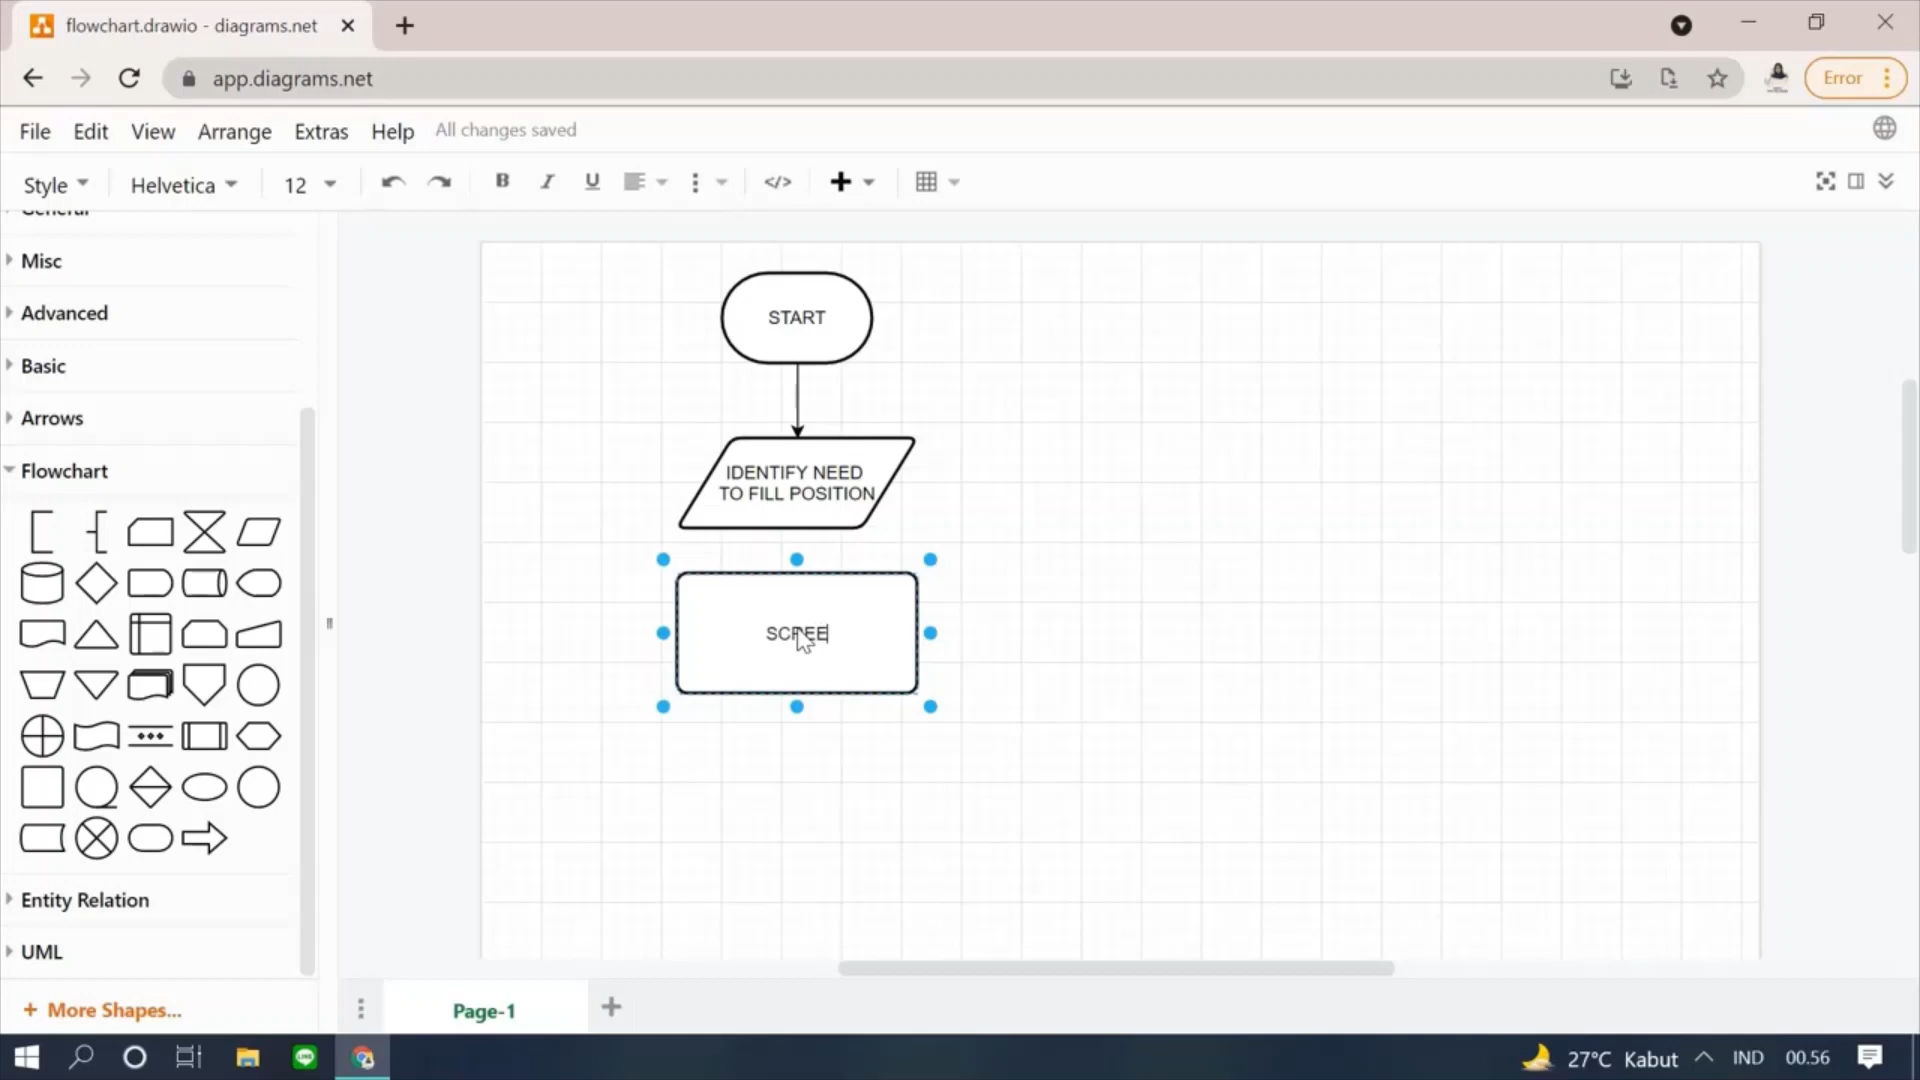 flowchart.drawio - diagrams.net
app.diagrams.net
Error
File Edit View Arrange Extras Help All changes saved
Style Helvetica 12 B I U </>
General
Misc
Advanced
Basic
Arrows
Flowchart
Entity Relation
UML
+ More Shapes...
START
IDENTIFY NEED
TO FILL POSITION
SCREE
Page-1
27°C Kabut IND 00.56